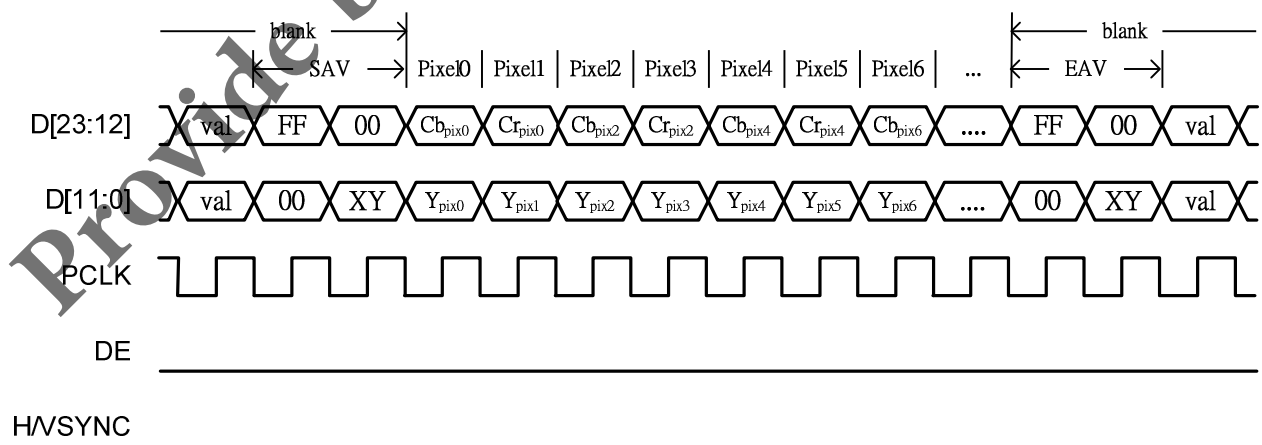 blank blank
SAV Pixel0 Pixel1 Pixel2 Pixel3 Pixel4 Pixel5 Pixel6 ... EAV
D[23:12] val FF 00 Cbpix0 Crpix0 Cbpix2 Crpix2 Cbpix4 Crpix4 Cbpix6 .... FF 00 val
D[11:0] val 00 XY Ypix0 Ypix1 Ypix2 Ypix3 Ypix4 Ypix5 Ypix6 .... 00 XY val
PCLK
DE
H/VSYNC
Provide